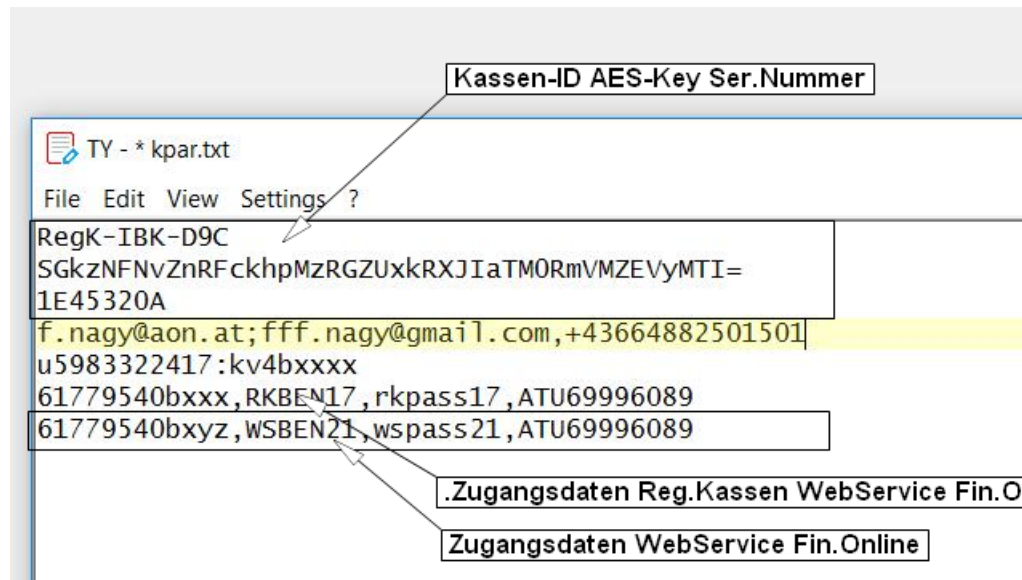 Kassen-ID AES-Key Ser.Nummer
TY - * kpar.txt
File Edit View Settings ?
RegK-IBK-D9C
SGkzNFNvZnRFckhpMzRGZUxkRXJIaTM0RmVMZEVyMTI=
1E45320A
f.nagy@aon.at;fff.nagy@gmail.com,+43664882501501
u5983322417:kv4bxxxx
61779540bxxx,RKBEN17,rkpass17,ATU69996089
61779540bxyz,WSBEN21,wspass21,ATU69996089
.Zugangsdaten Reg.Kassen WebService Fin.O
Zugangsdaten WebService Fin.Online